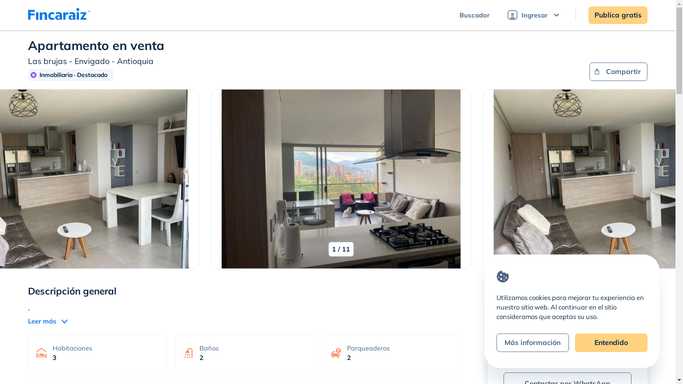 Fincaraiz
Buscador
Ingresar
Publica gratis
Apartamento en venta
Las brujas - Envigado - Antioquia
Inmobiliaria - Destacado
Compartir
1 / 11
Descripción general
.
Leer más
Habitaciones
3
Baños
2
Parqueaderos
2
Utilizamos cookies para mejorar tu experiencia en
nuestro sitio web. Al continuar en el sitio
consideramos que aceptas su uso.
Más información
Entendido
Contactar por WhatsApp